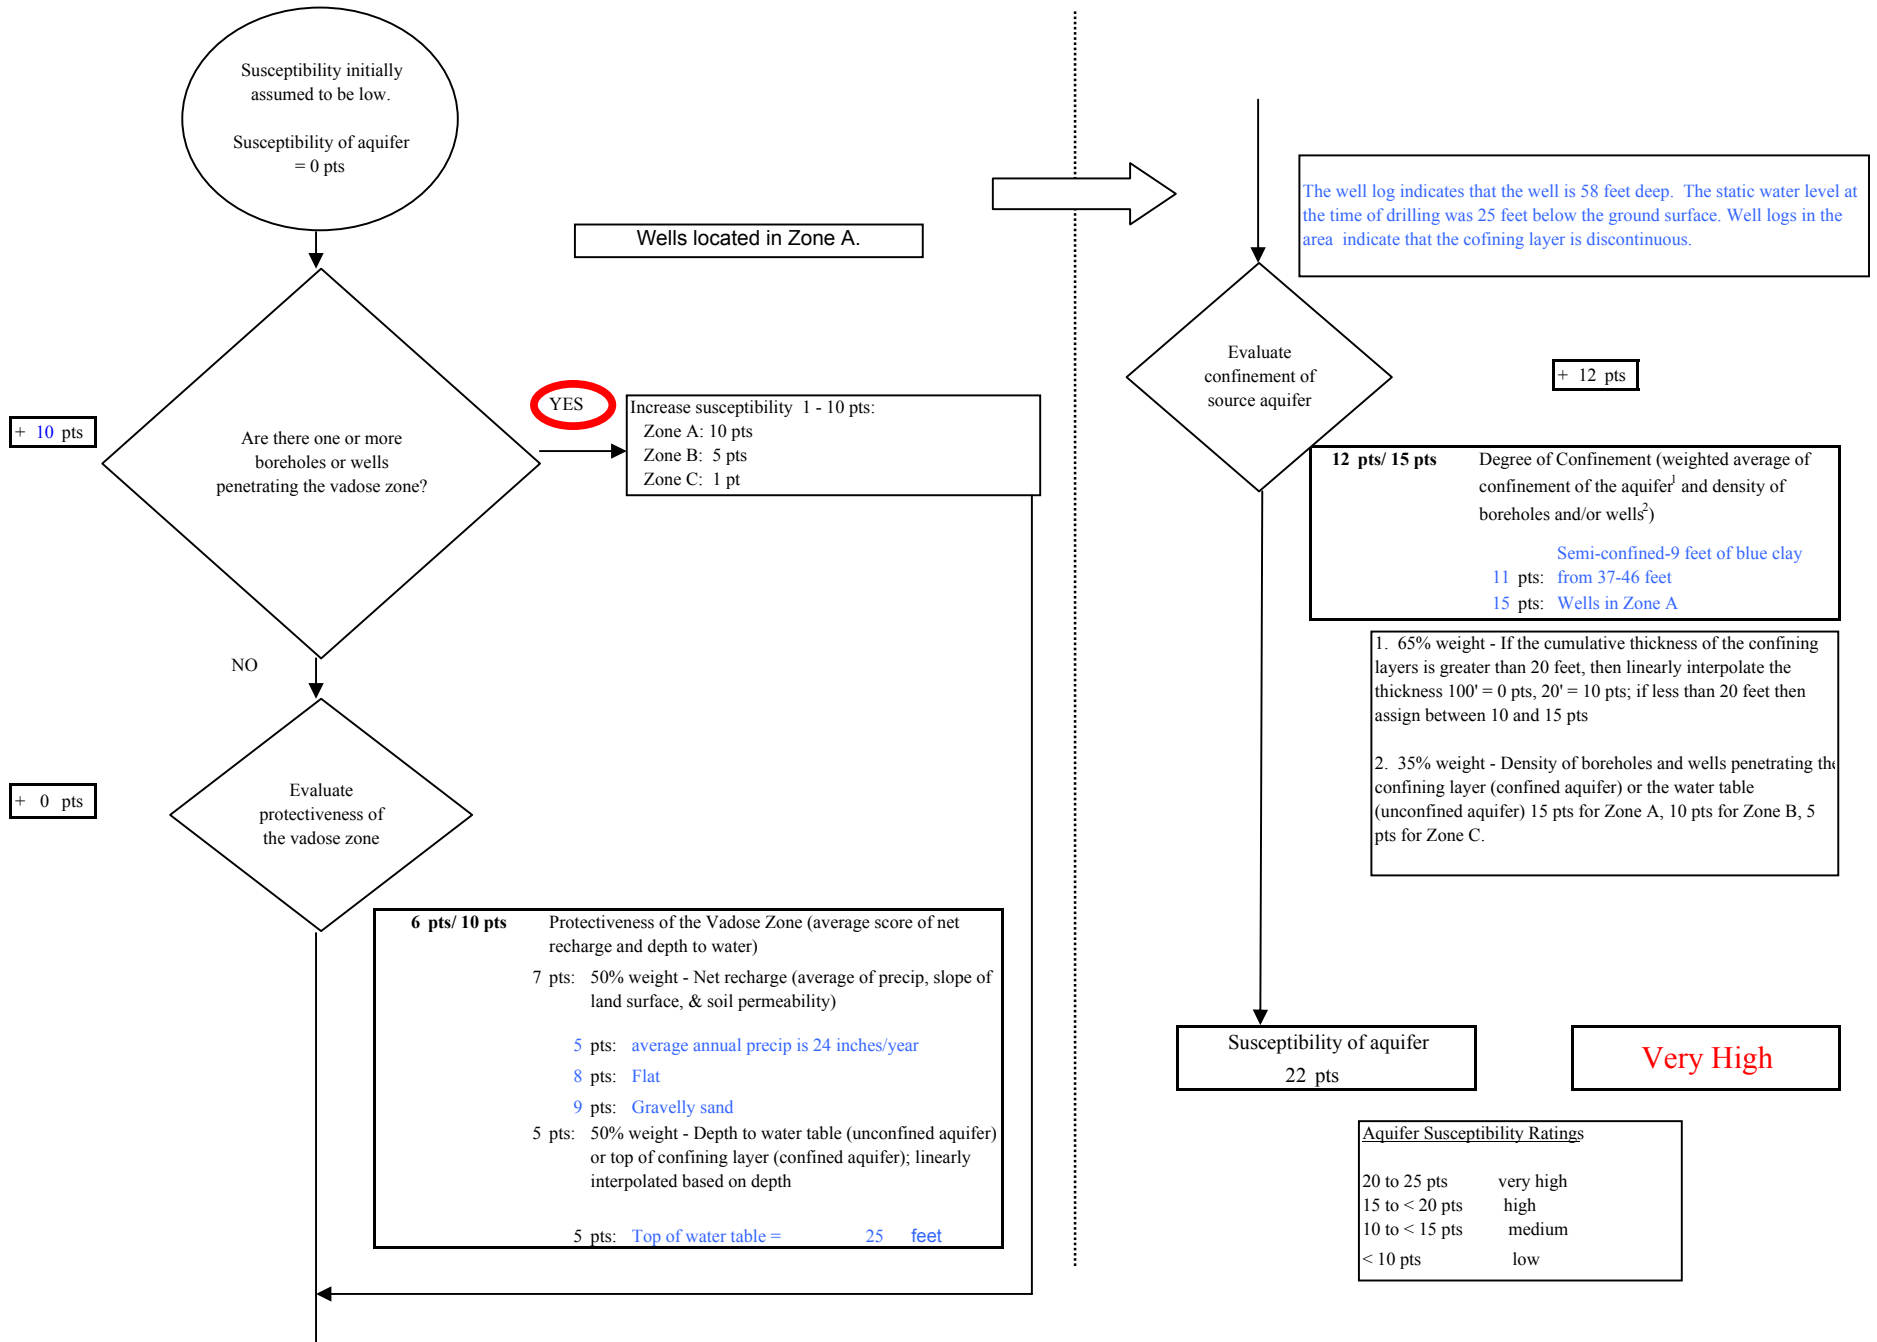 Susceptibility initially
assumed to be low.
Susceptibility of aquifer
= 0 pts
Wells located in Zone A.
+ 10 pts
Are there one or more
boreholes or wells
penetrating the vadose zone?
YES
Increase susceptibility 1 - 10 pts:
Zone A: 10 pts
Zone B: 5 pts
Zone C: 1 pt
NO
+ 0 pts
Evaluate
protectiveness of
the vadose zone
6 pts/ 10 pts Protectiveness of the Vadose Zone (average score of net
recharge and depth to water)
7 pts: 50% weight - Net recharge (average of precip, slope of
land surface, & soil permeability)
5 pts: average annual precip is 24 inches/year
8 pts: Flat
9 pts: Gravelly sand
5 pts: 50% weight - Depth to water table (unconfined aquifer)
or top of confining layer (confined aquifer); linearly
interpolated based on depth
5 pts: Top of water table = 25 feet
The well log indicates that the well is 58 feet deep. The static water level at
the time of drilling was 25 feet below the ground surface. Well logs in the
area indicate that the cofining layer is discontinuous.
Evaluate
confinement of
source aquifer
+ 12 pts
12 pts/ 15 pts Degree of Confinement (weighted average of
confinement of the aquifer1 and density of
boreholes and/or wells2)
Semi-confined-9 feet of blue clay
11 pts: from 37-46 feet
15 pts: Wells in Zone A
1. 65% weight - If the cumulative thickness of the confining
layers is greater than 20 feet, then linearly interpolate the
thickness 100' = 0 pts, 20' = 10 pts; if less than 20 feet then
assign between 10 and 15 pts
2. 35% weight - Density of boreholes and wells penetrating the
confining layer (confined aquifer) or the water table
(unconfined aquifer) 15 pts for Zone A, 10 pts for Zone B, 5
pts for Zone C.
Susceptibility of aquifer
22 pts
Very High
Aquifer Susceptibility Ratings
20 to 25 pts very high
15 to < 20 pts high
10 to < 15 pts medium
< 10 pts low